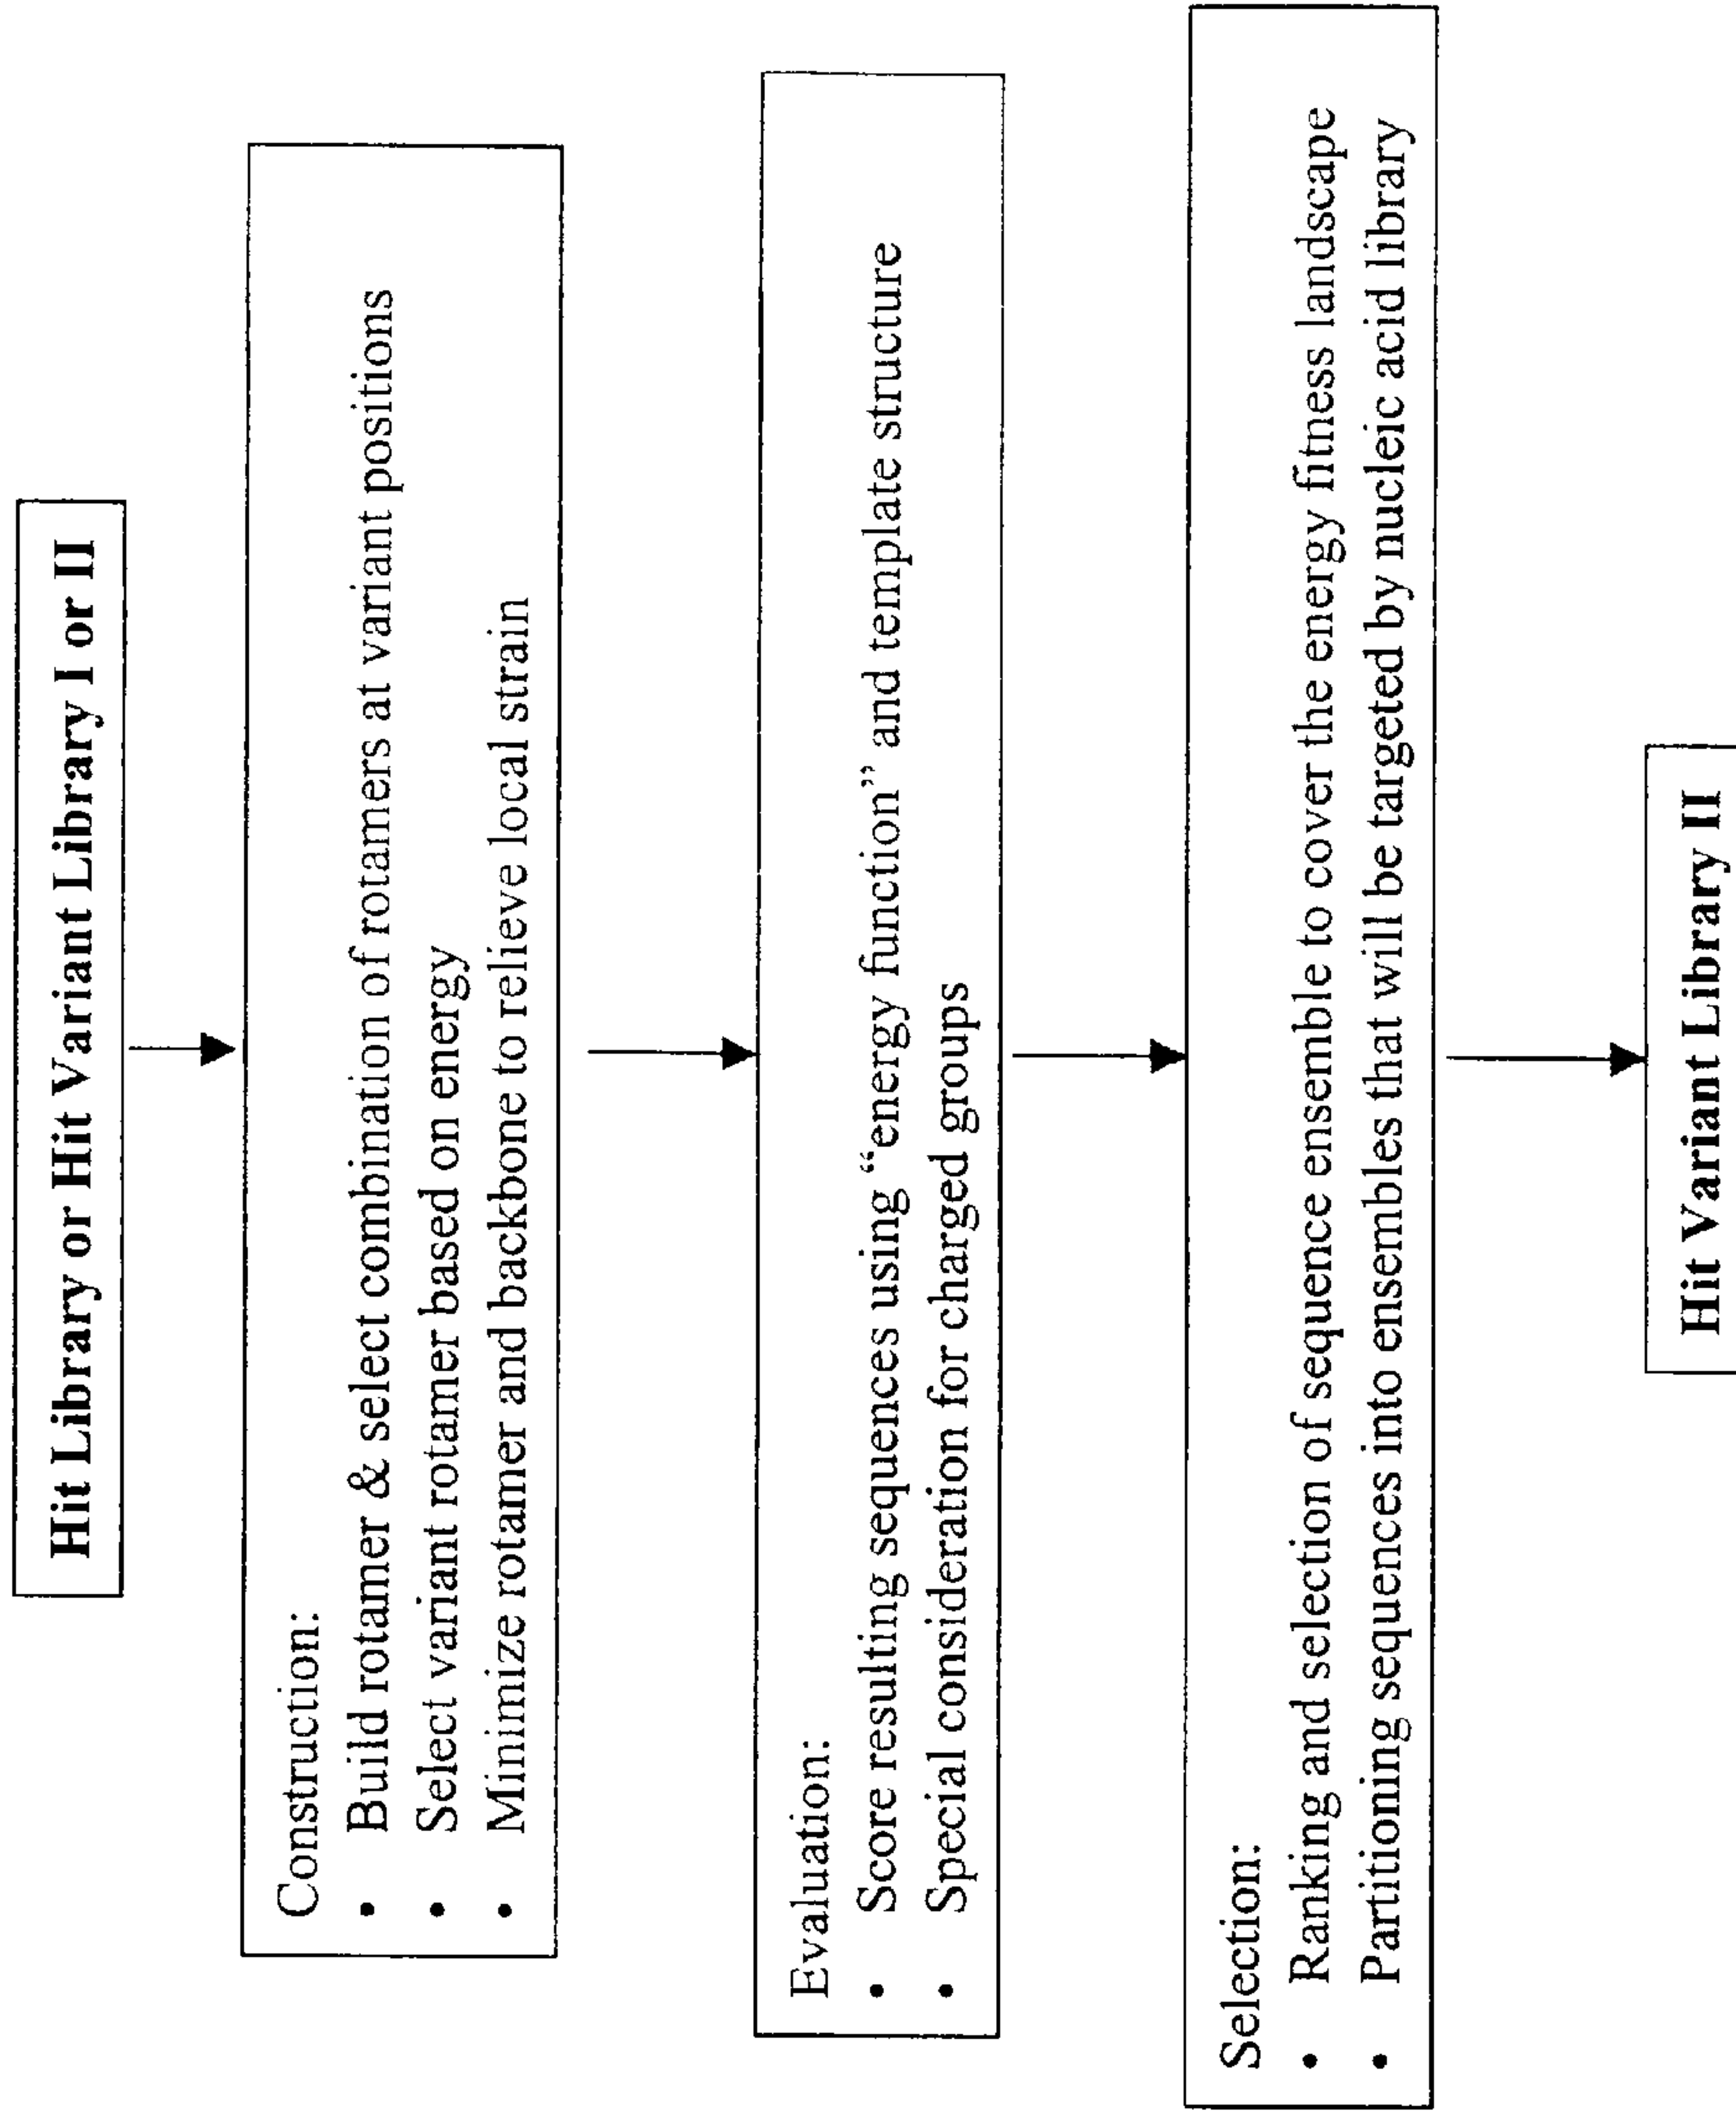 Hit Library or Hit Variant Library I or II
Construction:
• Build rotamer & select combination of rotamers at variant positions
• Select variant rotamer based on energy
• Minimize rotamer and backbone to relieve local strain
Evaluation:
• Score resulting sequences using “energy function” and template structure
• Special consideration for charged groups
Selection:
• Ranking and selection of sequence ensemble to cover the energy fitness landscape
• Partitioning sequences into ensembles that will be targeted by nucleic acid library
Hit Variant Library II